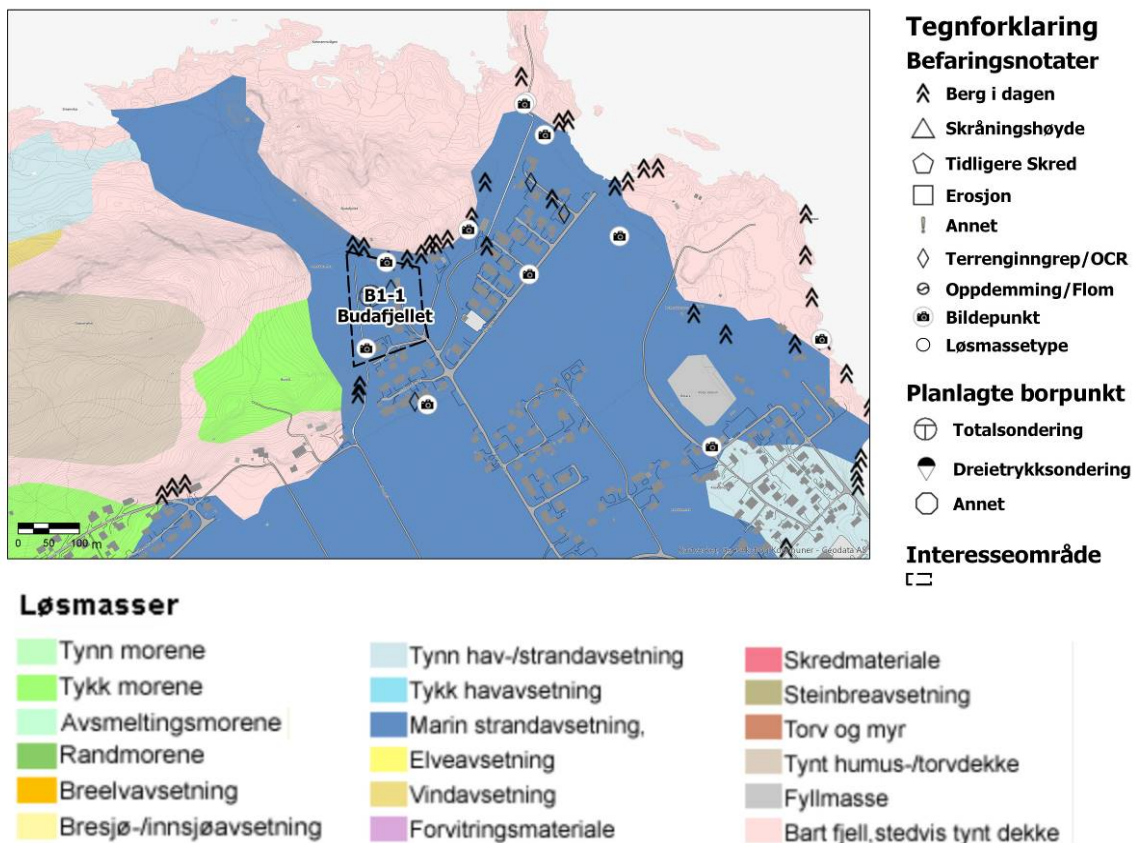 B1-1
Budafjellet
0 50 100 m
Tegnforklaring
Befaringsnotater
Berg i dagen
Skråningshøyde
Tidligere Skred
Erosjon
Annet
Terrenginngrep/OCR
Oppdemming/Flom
Bildepunkt
Løsmassetype
Planlagte borpunkt
Totalsondering
Dreietrykksondering
Annet
Interesseområde
Løsmasser
Tynn morene
Tykk morene
Avsmeltingsmorene
Randmorene
Breelvavsetning
Bresjø-/innsjøavsetning
Tynn hav-/strandavsetning
Tykk havavsetning
Marin strandavsetning,
Elveavsetning
Vindavsetning
Forvitringsmateriale
Skredmateriale
Steinbreavsetning
Torv og myr
Tynt humus-/torvdekke
Fyllmasse
Bart fjell,stedvis tynt dekke